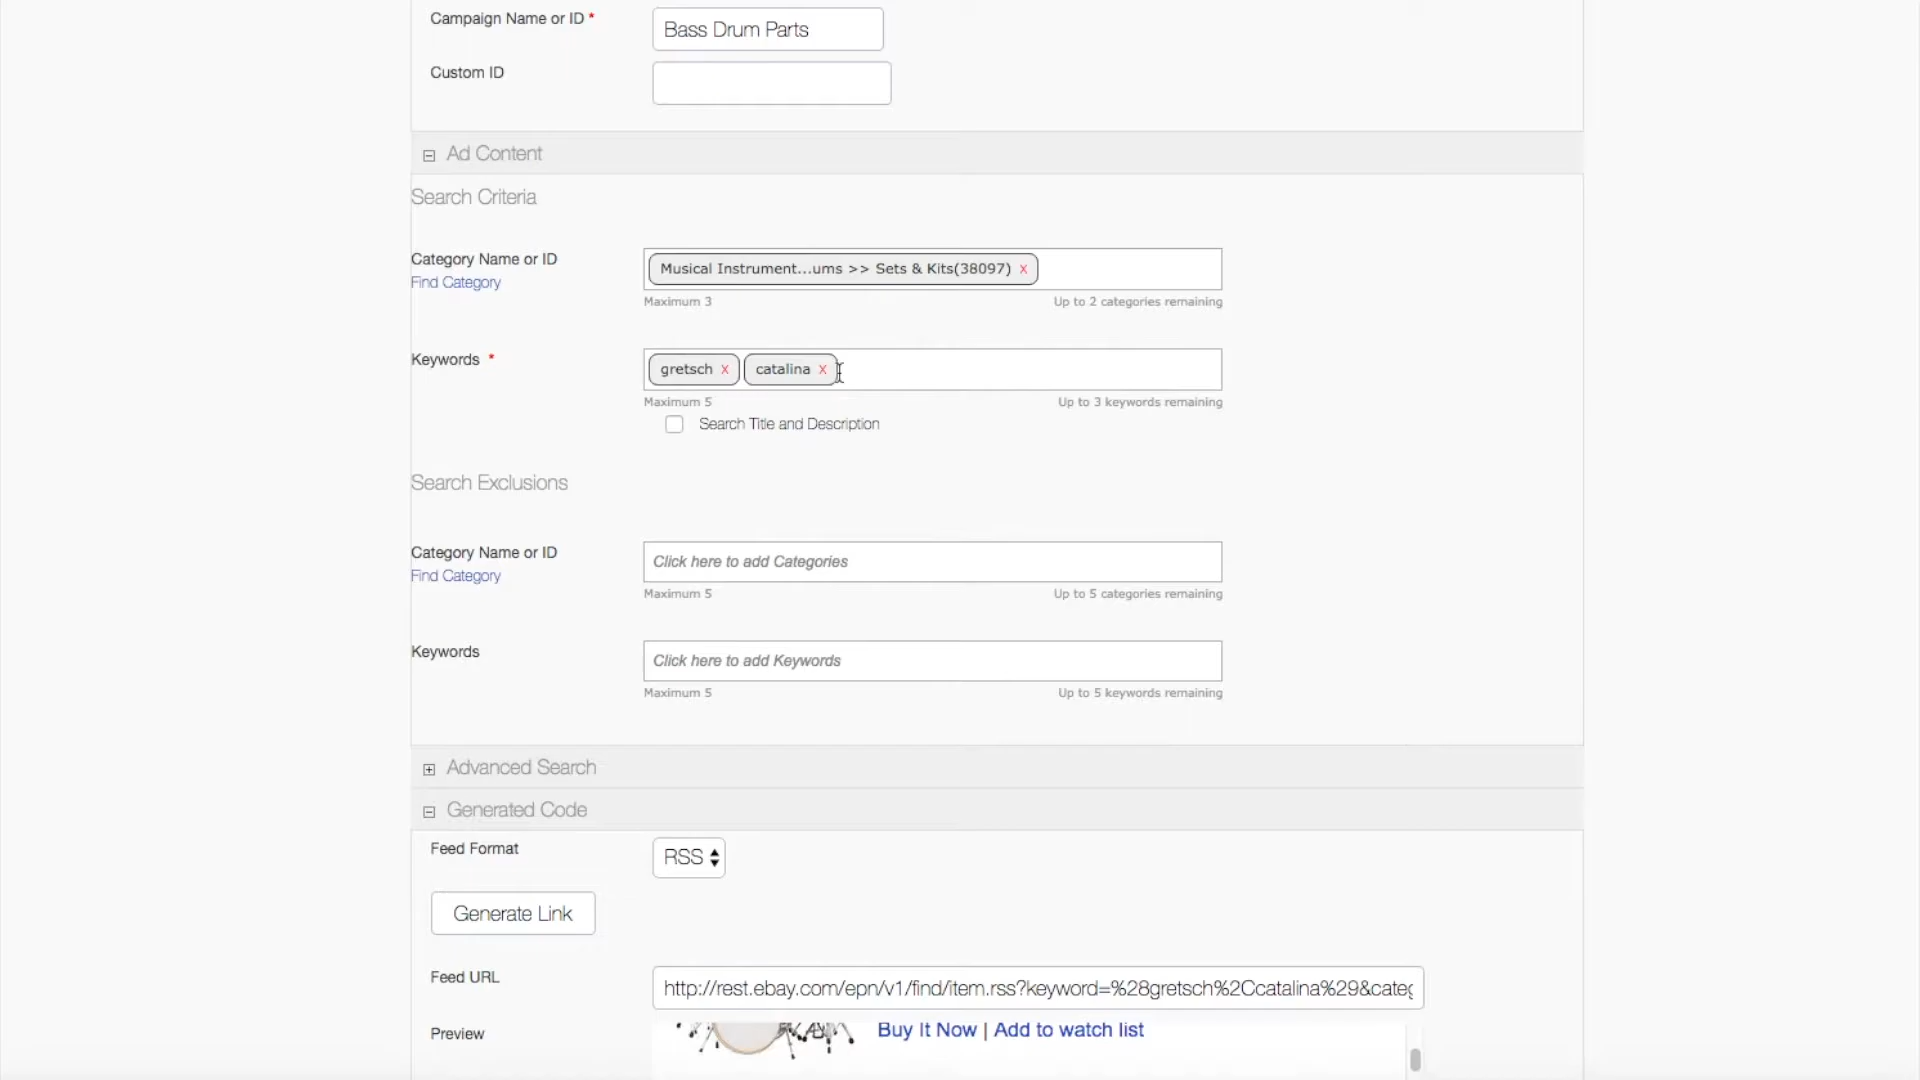 Campaign Name or ID *
Bass Drum Parts
Custom ID
Ad Content
Search Criteria
Category Name or ID
Find Category
Musical Instrument...ums >> Sets & Kits(38097) x
Maximum 3
Up to 2 categories remaining
Keywords *
gretsch x catalina x
Maximum 5
Up to 3 keywords remaining
Search Title and Description
Search Exclusions
Category Name or ID
Find Category
Click here to add Categories
Maximum 5
Up to 5 categories remaining
Keywords
Click here to add Keywords
Maximum 5
Up to 5 keywords remaining
Advanced Search
Generated Code
Feed Format
RSS
Generate Link
Feed URL
http://rest.ebay.com/epn/v1/find/item.rss?keyword=%28gretsch%2Ccatalina%29&categ
Preview
Buy It Now | Add to watch list